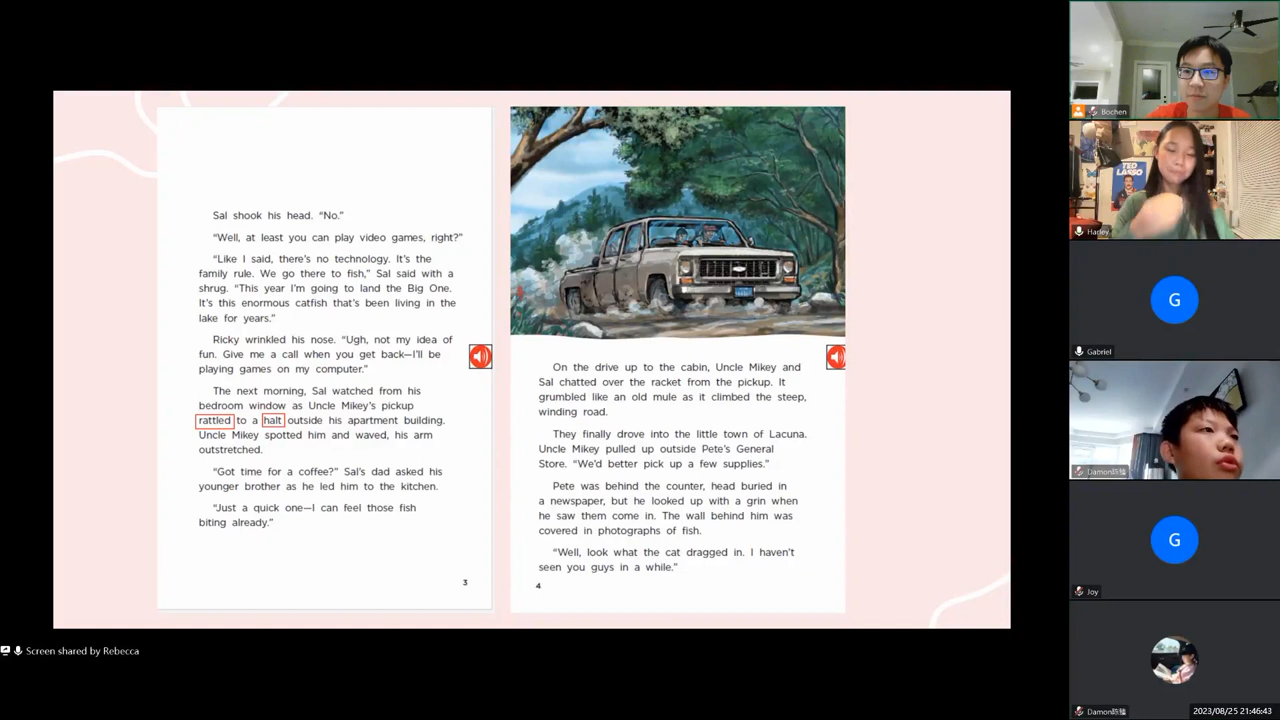 Sal shook his head. “No.”
“Well, at least you can play video games, right?”
“Like I said, there’s no technology. It’s the
family rule. We go there to fish,” Sal said with a
shrug. “This year I’m going to land the Big One.
It’s this enormous catfish that’s been living in the
lake for years.”
Ricky wrinkled his nose. “Ugh, not my idea of
fun. Give me a call when you get back—I’ll be
playing games on my computer.”
The next morning, Sal watched from his
bedroom window as Uncle Mikey’s pickup
rattled to a halt outside his apartment building.
Uncle Mikey spotted him and waved, his arm
outstretched.
“Got time for a coffee?” Sal’s dad asked his
younger brother as he led him to the kitchen.
“Just a quick one—I can feel those fish
biting already.”
3
On the drive up to the cabin, Uncle Mikey and
Sal chatted over the racket from the pickup. It
grumbled like an old mule as it climbed the steep,
winding road.
They finally drove into the little town of Lacuna.
Uncle Mikey pulled up outside Pete’s General
Store. “We’d better pick up a few supplies.”
Pete was behind the counter, head buried in
a newspaper, but he looked up with a grin when
he saw them come in. The wall behind him was
covered in photographs of fish.
“Well, look what the cat dragged in. I haven’t
seen you guys in a while.”
4
Screen shared by Rebecca
Bochen
TED
LASSO
Harley
G
Gabriel
Damon
G
Joy
Damon
2023/08/25 21:46:43